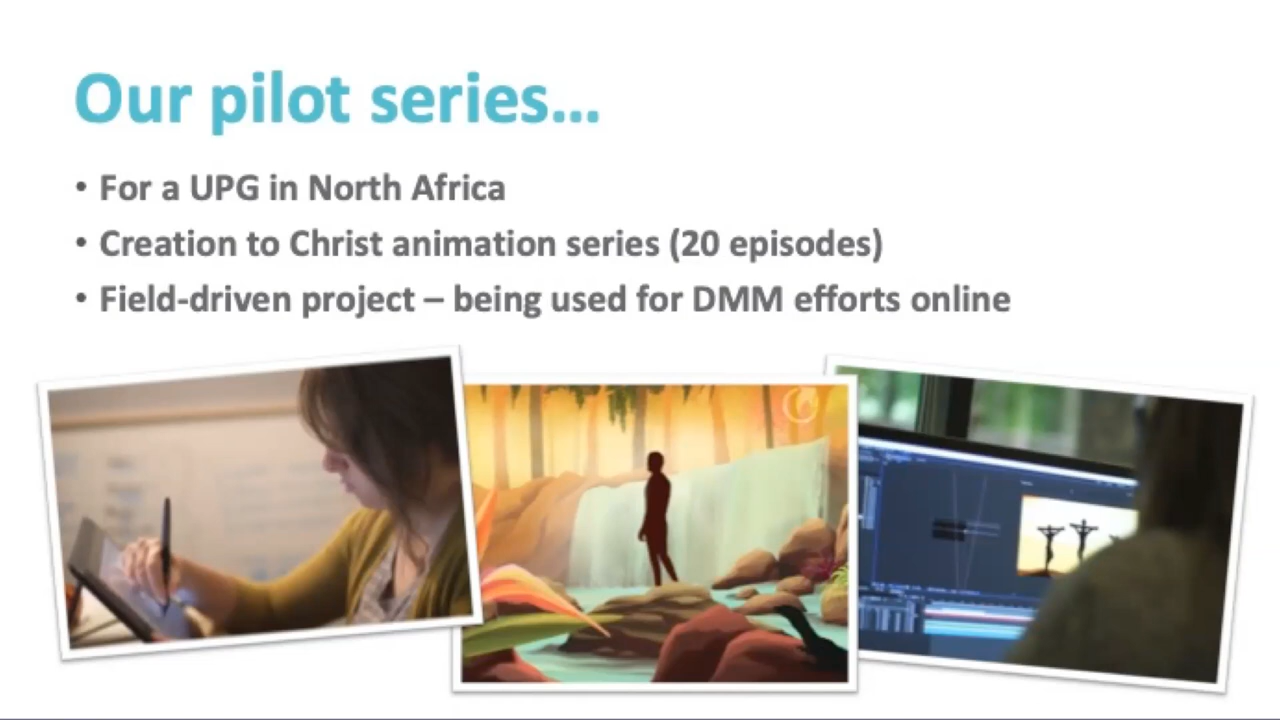 Our pilot series...
• For a UPG in North Africa
• Creation to Christ animation series (20 episodes)
• Field-driven project – being used for DMM efforts online